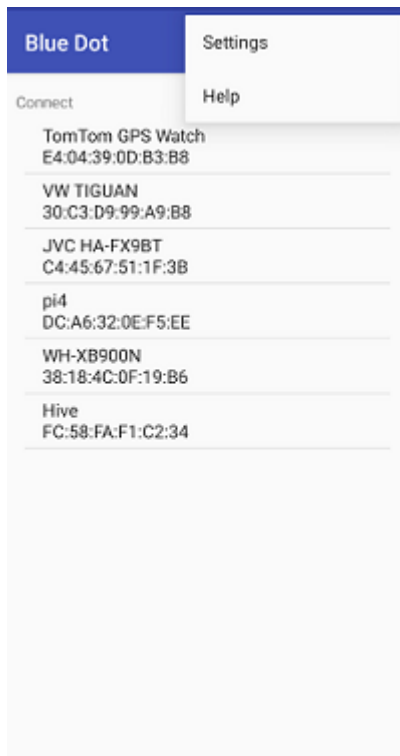 Blue Dot
Settings
Help
Connect
TomTom GPS Watch
E4:04:39:0D:B3:B8
VW TIGUAN
30:C3:D9:99:A9:B8
JVC HA-FX9BT
C4:45:67:51:1F:3B
pi4
DC:A6:32:0E:F5:EE
WH-XB900N
38:18:4C:0F:19:B6
Hive
FC:58:FA:F1:C2:34